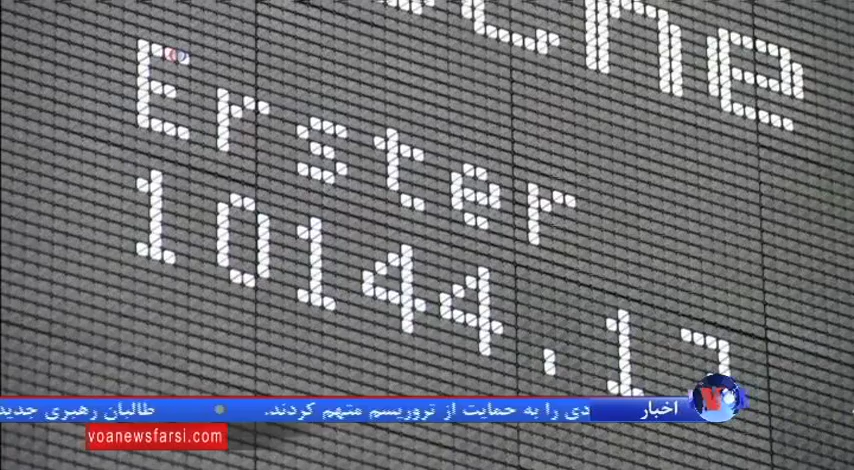 Erster
10144.17
دی را به حمایت از تروریسم متهم کردند.
طالبان رهبری جدید
اخبار
voanewsfarsi.com